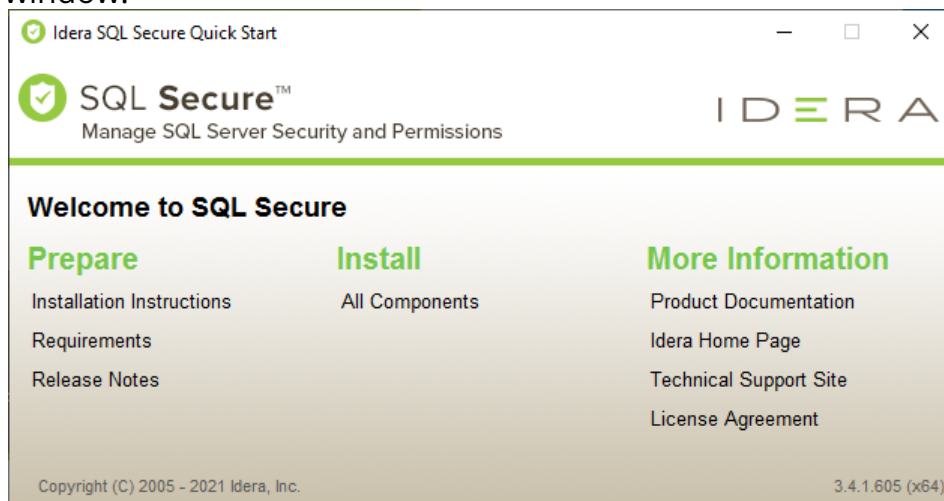 window.
Idera SQL Secure Quick Start
SQL Secure™
Manage SQL Server Security and Permissions
IDERA
Welcome to SQL Secure
Prepare
Installation Instructions
Requirements
Release Notes
Install
All Components
More Information
Product Documentation
Idera Home Page
Technical Support Site
License Agreement
Copyright (C) 2005 - 2021 Idera, Inc.
3.4.1.605 (x64)